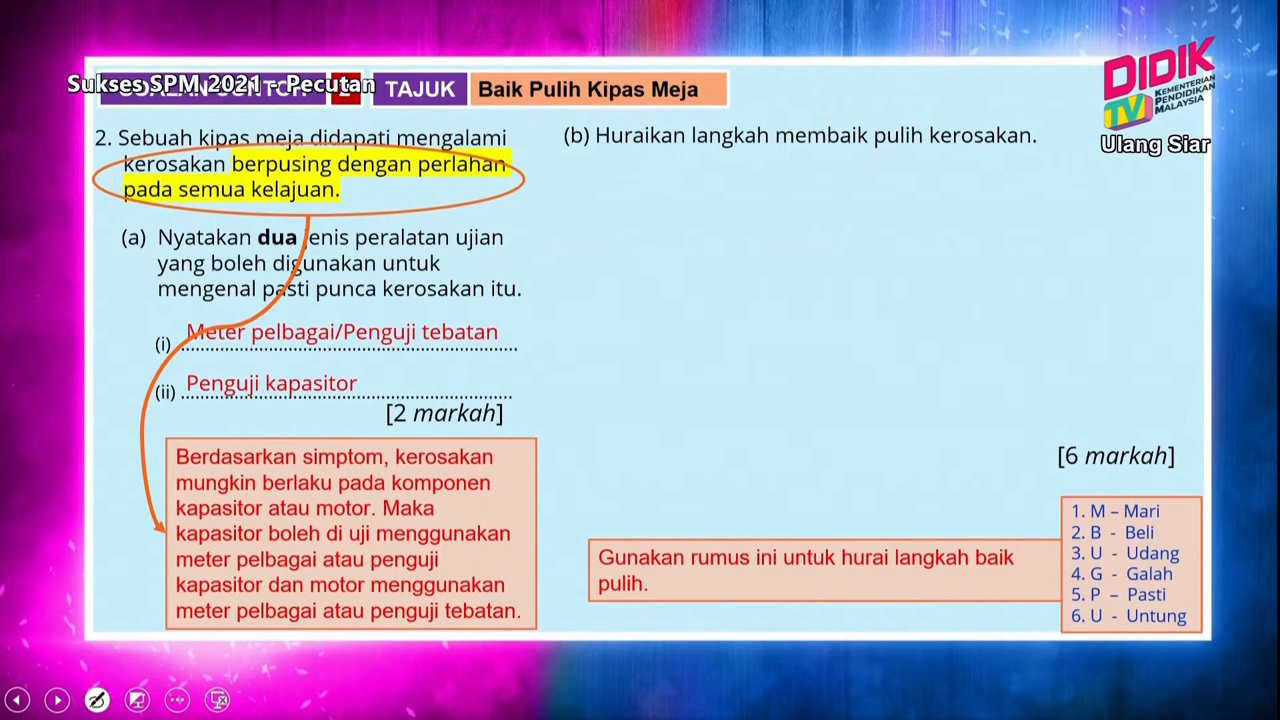 Sukses SPM 2021 - Pecutan
TAJUK
Baik Pulih Kipas Meja
DIDIK
TV
KEMENTERIAN
PENDIDIKAN
MALAYSIA
Ulang Siar
2. Sebuah kipas meja didapati mengalami
kerosakan berpusing dengan perlahan
pada semua kelajuan.
(a) Nyatakan dua jenis peralatan ujian
yang boleh digunakan untuk
mengenal pasti punca kerosakan itu.
(i) Meter pelbagai/Penguji tebatan
(ii) Penguji kapasitor
[2 markah]
Berdasarkan simptom, kerosakan
mungkin berlaku pada komponen
kapasitor atau motor. Maka
kapasitor boleh di uji menggunakan
meter pelbagai atau penguji
kapasitor dan motor menggunakan
meter pelbagai atau penguji tebatan.
(b) Huraikan langkah membaik pulih kerosakan.
[6 markah]
Gunakan rumus ini untuk hurai langkah baik
pulih.
1. M – Mari
2. B - Beli
3. U - Udang
4. G - Galah
5. P – Pasti
6. U - Untung